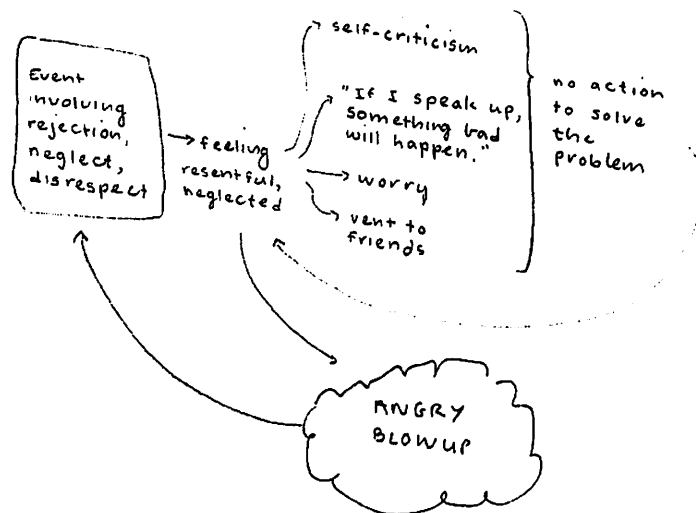 Event
involving
rejection,
neglect,
disrespect
feeling
resentful,
neglected
self-criticism
"If I speak up,
something bad
will happen."
worry
vent to
friends
no action
to solve
the
problem
ANGRY
BLOWUP